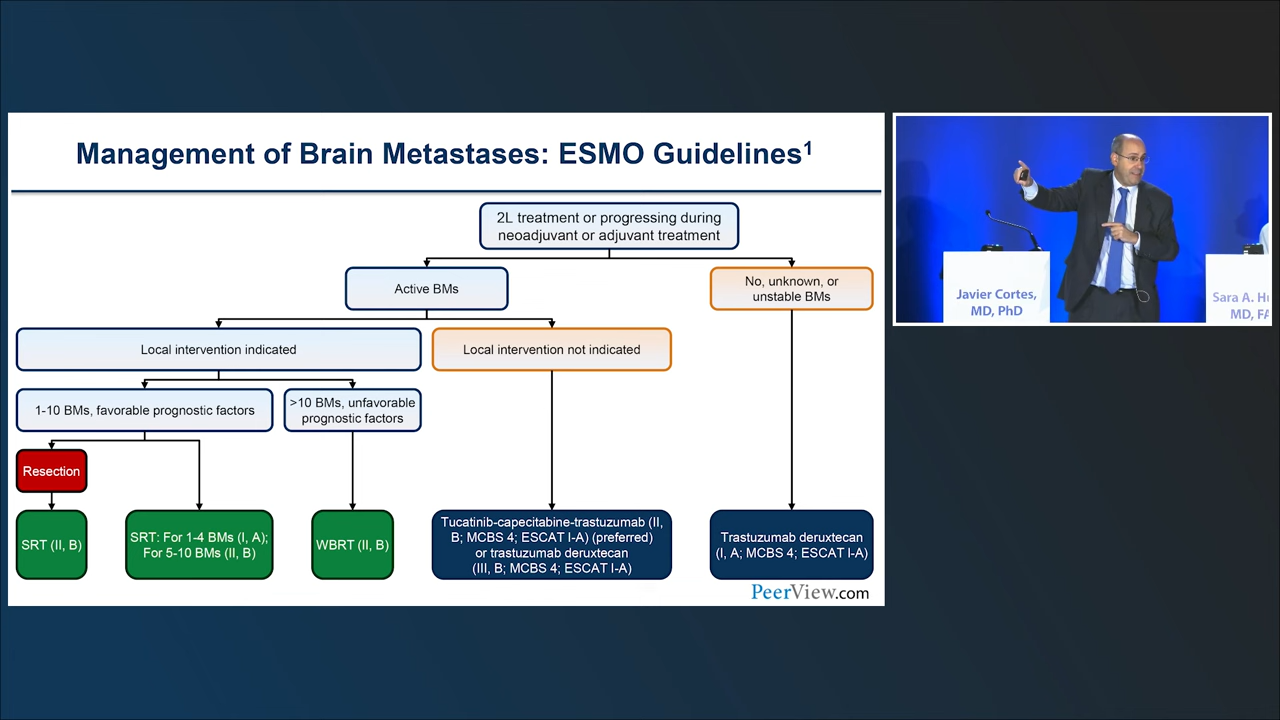 Management of Brain Metastases: ESMO Guidelines1
2L treatment or progressing during
neoadjuvant or adjuvant treatment
Active BMs
No, unknown, or
unstable BMs
Local intervention indicated
Local intervention not indicated
1-10 BMs, favorable prognostic factors
>10 BMs, unfavorable
prognostic factors
Resection
SRT (II, B)
SRT: For 1-4 BMs (I, A);
For 5-10 BMs (II, B)
WBRT (II, B)
Tucatinib-capecitabine-trastuzumab (II,
B; MCBS 4; ESCAT I-A) (preferred)
or trastuzumab deruxtecan
(III, B; MCBS 4; ESCAT I-A)
Trastuzumab deruxtecan
(I, A; MCBS 4; ESCAT I-A)
PeerView.com
Javier Cortes,
MD, PhD
Sara A.
MD,